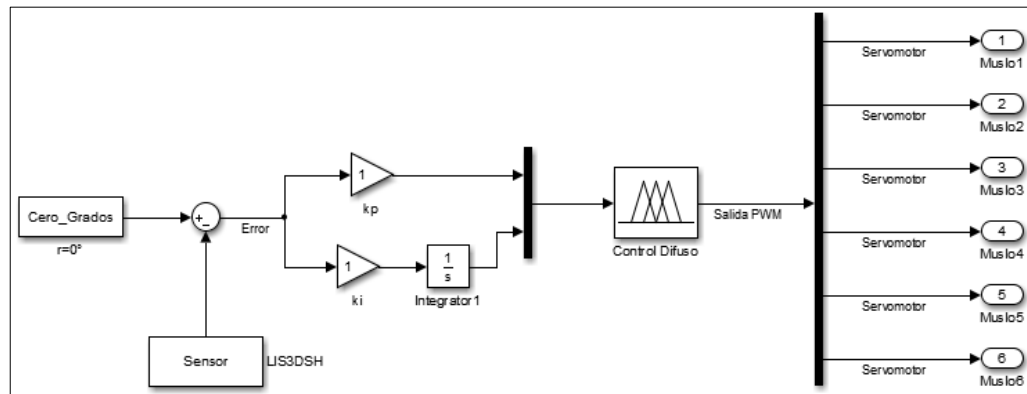 Cero_Grados
r=0°
+
-
Error
Sensor
LIS3DSH
1
kp
1
ki
1
s
Integrator1
Control Difuso
Salida PWM
Servomotor
1
Muslo1
Servomotor
2
Muslo2
Servomotor
3
Muslo3
Servomotor
4
Muslo4
Servomotor
5
Muslo5
Servomotor
6
Muslo6